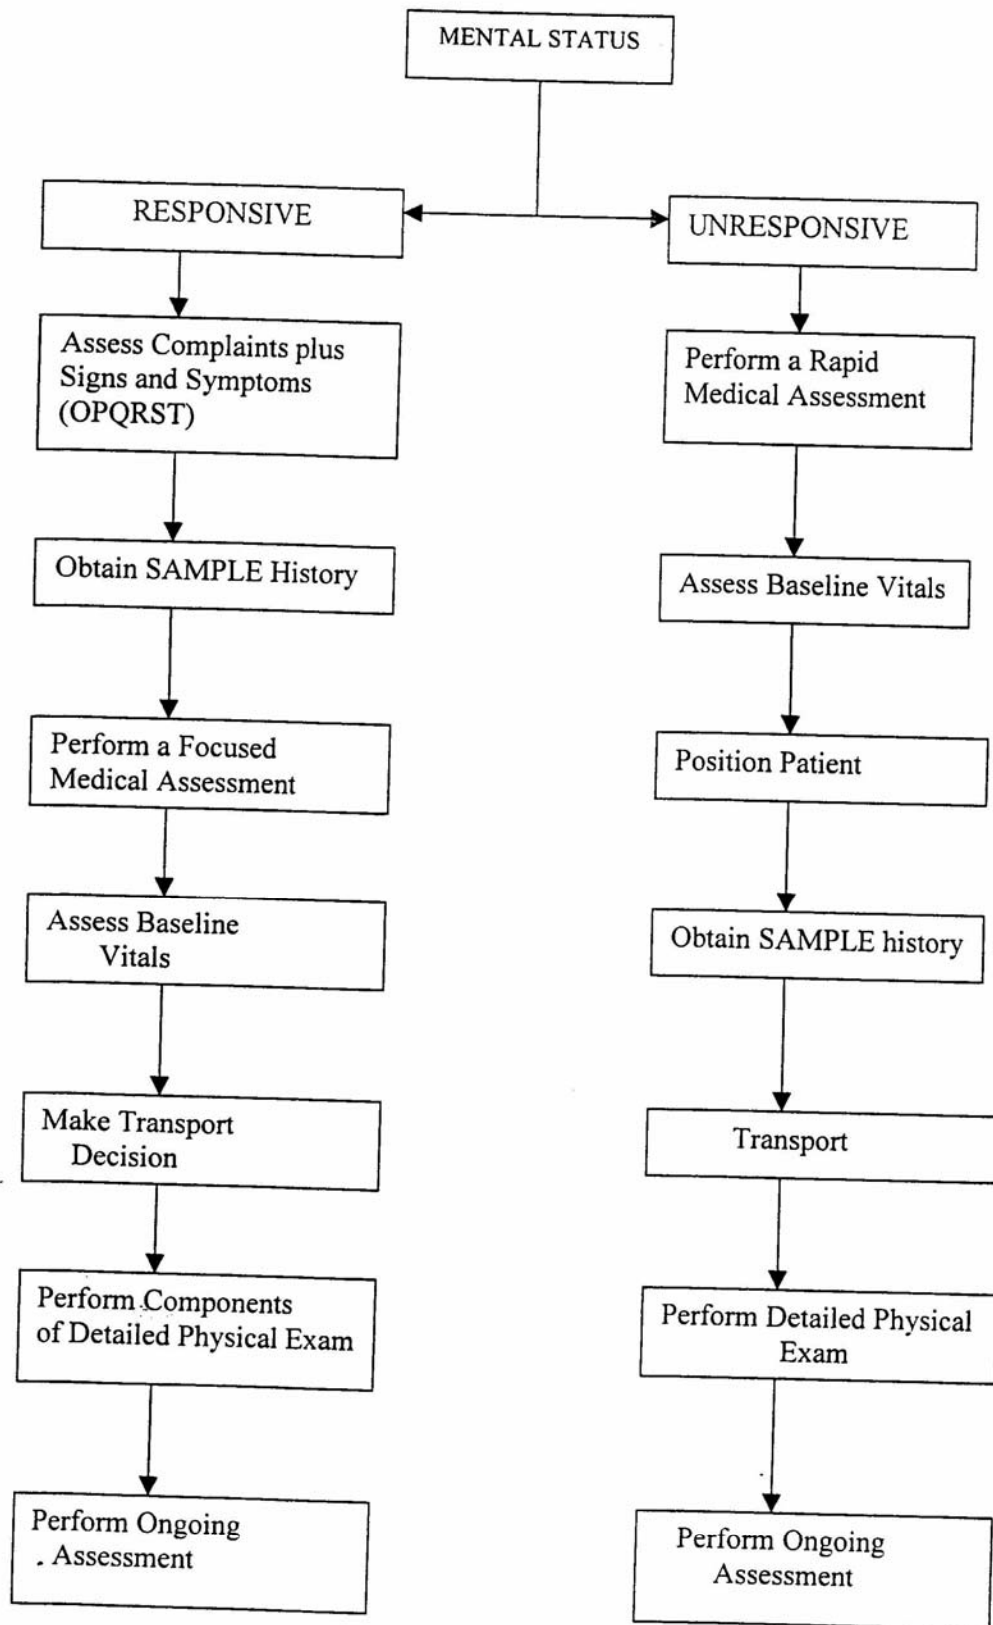 MENTAL STATUS
RESPONSIVE
Assess Complaints plus
Signs and Symptoms
(OPQRST)
Obtain SAMPLE History
Perform a Focused
Medical Assessment
Assess Baseline
Vitals
Make Transport
Decision
Perform Components
of Detailed Physical Exam
Perform Ongoing
Assessment
UNRESPONSIVE
Perform a Rapid
Medical Assessment
Assess Baseline Vitals
Position Patient
Obtain SAMPLE history
Transport
Perform Detailed Physical
Exam
Perform Ongoing
Assessment